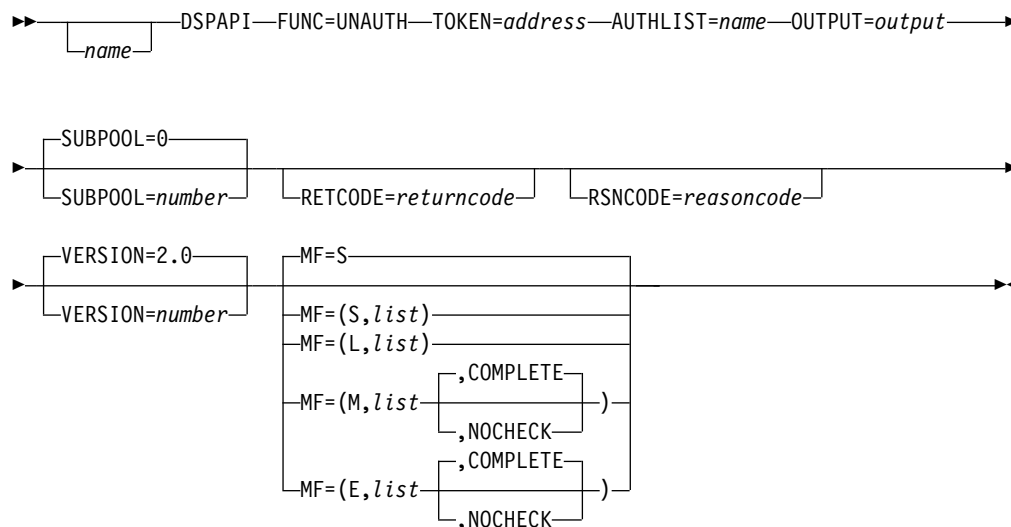 DSPAPI FUNC=UNAUTH TOKEN=address AUTHLIST=name OUTPUT=output
name
SUBPOOL=0
SUBPOOL=number RETCODE=returncode RSNCODE=reasoncode
VERSION=2.0 MF=S
VERSION=number MF=(S,list)
MF=(L,list)
,COMPLETE
MF=(M,list )
,NOCHECK
,COMPLETE
MF=(E,list )
,NOCHECK